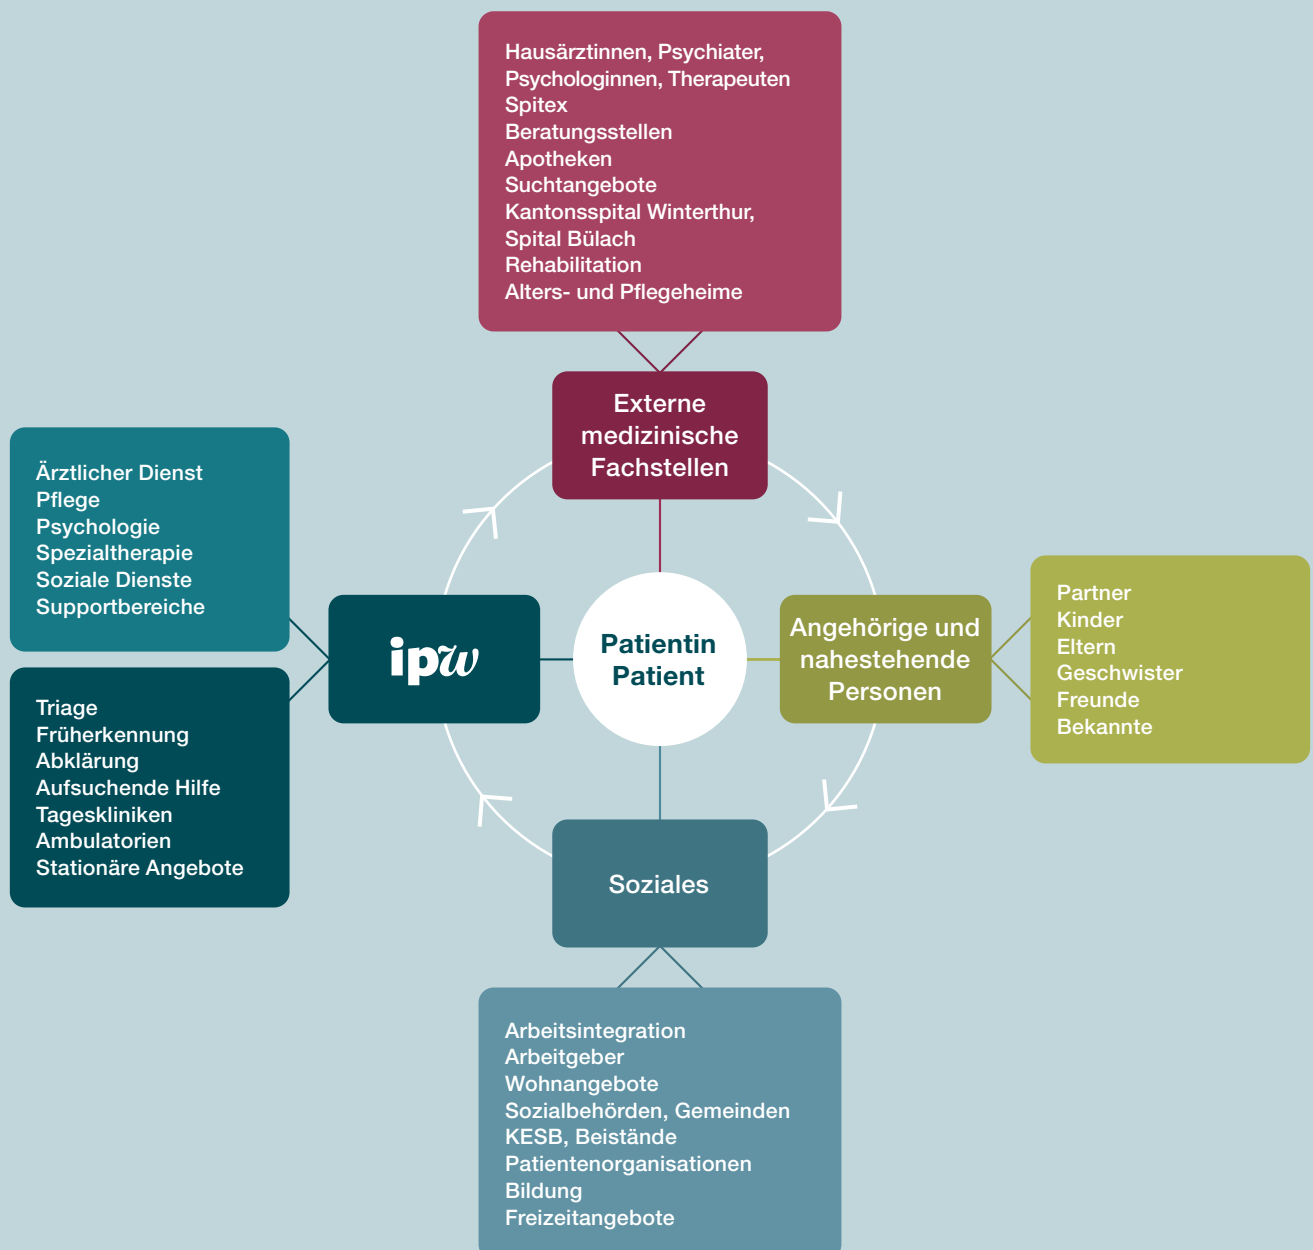 Hausärztinnen, Psychiater,
Psychologinnen, Therapeuten
Spitex
Beratungsstellen
Apotheken
Suchtangebote
Kantonsspital Winterthur,
Spital Bülach
Rehabilitation
Alters- und Pflegeheime
Externe
medizinische
Fachstellen
Ärztlicher Dienst
Pflege
Psychologie
Spezialtherapie
Soziale Dienste
Supportbereiche
Triage
Früherkennung
Abklärung
Aufsuchende Hilfe
Tageskliniken
Ambulatorien
Stationäre Angebote
ipw
Patientin
Patient
Angehörige und
nahestehende
Personen
Partner
Kinder
Eltern
Geschwister
Freunde
Bekannte
Soziales
Arbeitsintegration
Arbeitgeber
Wohnangebote
Sozialbehörden, Gemeinden
KESB, Beistände
Patientenorganisationen
Bildung
Freizeitangebote